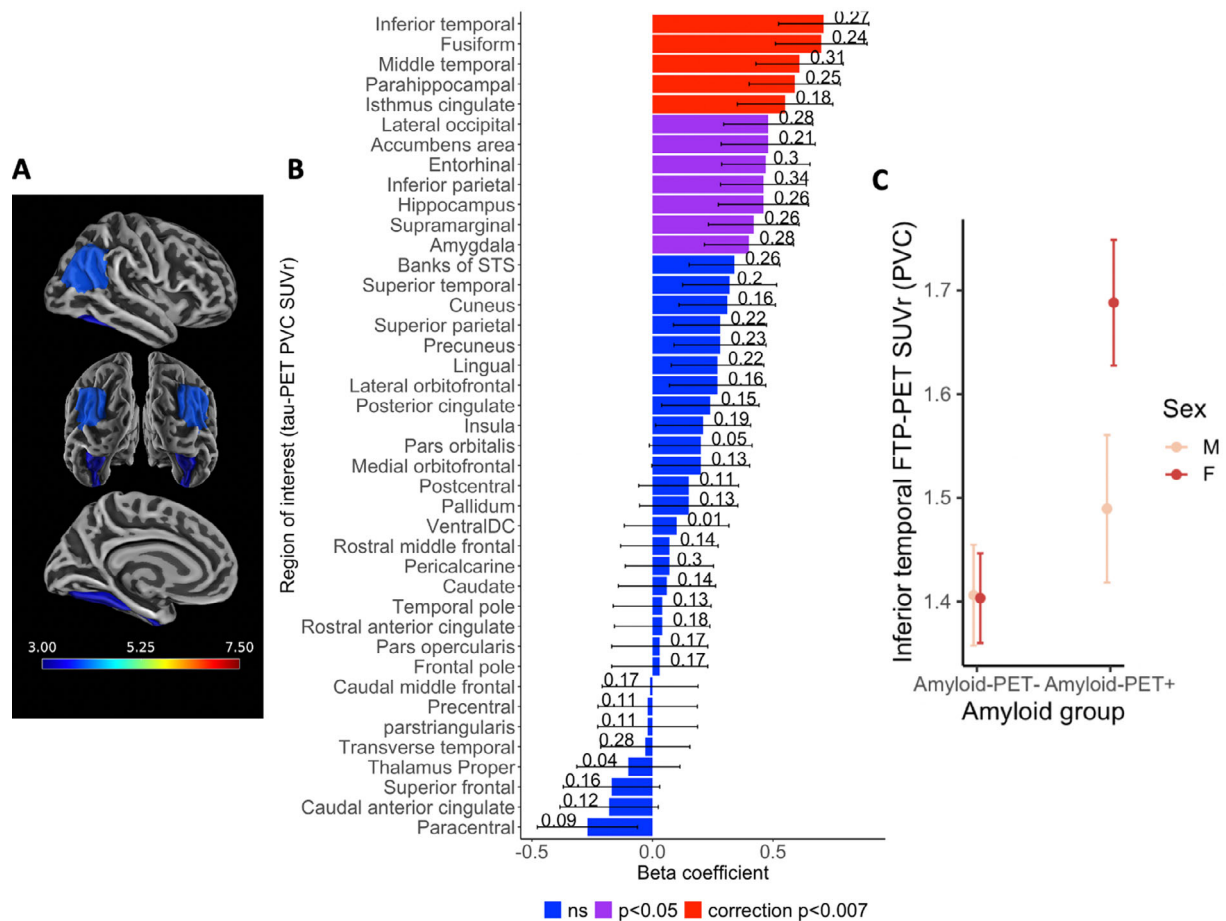 A
3.00 5.25 7.50
B
Region of interest (tau-PET PVC SUVr)
Inferior temporal 0.27
Fusiform 0.24
Middle temporal 0.31
Parahippocampal 0.25
Isthmus cingulate 0.18
Lateral occipital 0.28
Accumbens area 0.21
Entorhinal 0.3
Inferior parietal 0.34
Hippocampus 0.26
Supramarginal 0.26
Amygdala 0.28
Banks of STS 0.26
Superior temporal 0.2
Cuneus 0.16
Superior parietal 0.22
Precuneus 0.23
Lingual 0.22
Lateral orbitofrontal 0.16
Posterior cingulate 0.15
Insula 0.19
Pars orbitalis 0.05
Medial orbitofrontal 0.13
Postcentral 0.11
Pallidum 0.13
VentralDC 0.01
Rostral middle frontal 0.14
Pericalcarine 0.3
Caudate 0.14
Temporal pole 0.13
Rostral anterior cingulate 0.18
Pars opercularis 0.17
Frontal pole 0.17
Caudal middle frontal 0.17
Precentral 0.11
parstriangularis 0.11
Transverse temporal 0.28
Thalamus Proper 0.04
Superior frontal 0.16
Caudal anterior cingulate 0.12
Paracentral 0.09
-0.5 0.0 0.5
Beta coefficient
ns p<0.05 correction p<0.007
C
Inferior temporal FTP-PET SUVr (PVC)
1.7
1.6
1.5
1.4
Amyloid-PET- Amyloid-PET+
Amyloid group
Sex
M
F